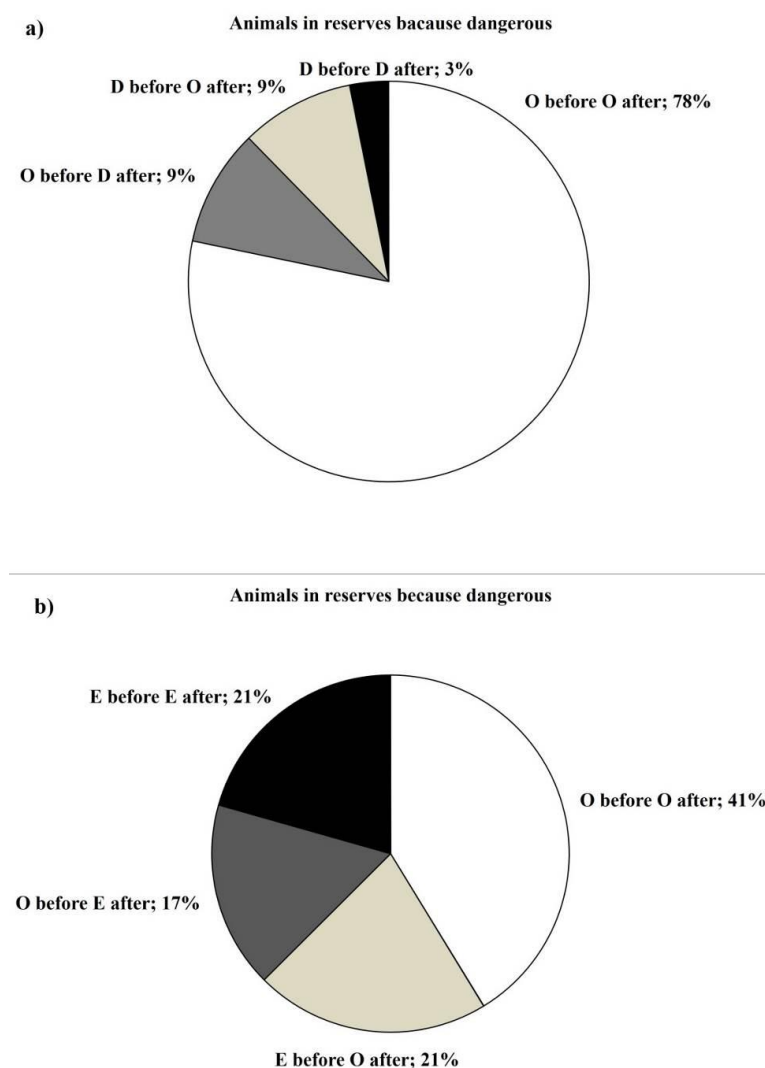 a)
Animals in reserves bacause dangerous
D before D after; 3%
D before O after; 9%
O before O after; 78%
O before D after; 9%
b)
Animals in reserves because dangerous
E before E after; 21%
O before O after; 41%
O before E after; 17%
E before O after; 21%